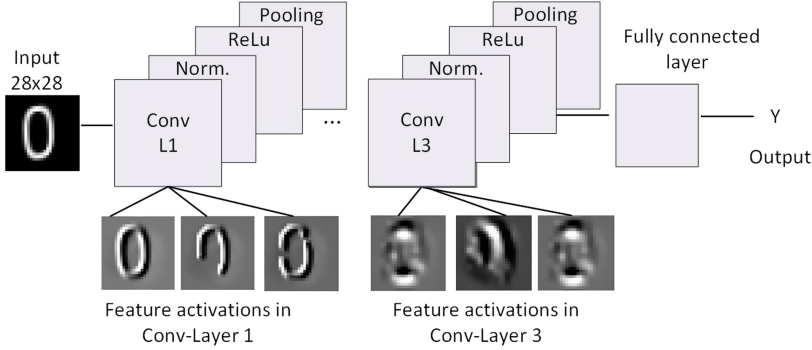 Input
28x28
Pooling
ReLu
Norm.
Conv
L1
...
Pooling
ReLu
Norm.
Conv
L3
Fully connected
layer
Y
Output
Feature activations in
Conv-Layer 1
Feature activations in
Conv-Layer 3